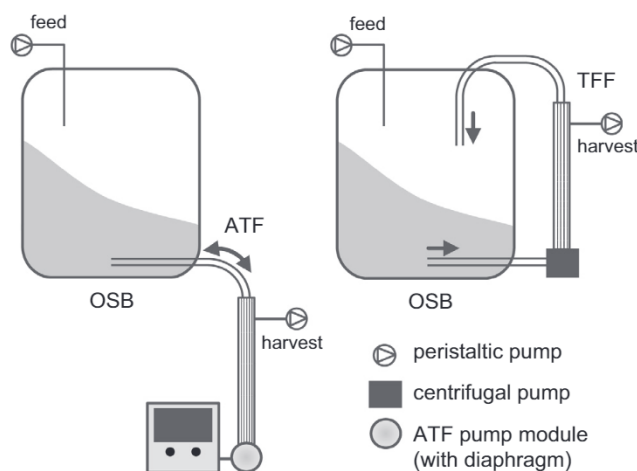 feed
ATF
OSB
harvest
feed
TFF
harvest
OSB
peristaltic pump
centrifugal pump
ATF pump module
(with diaphragm)